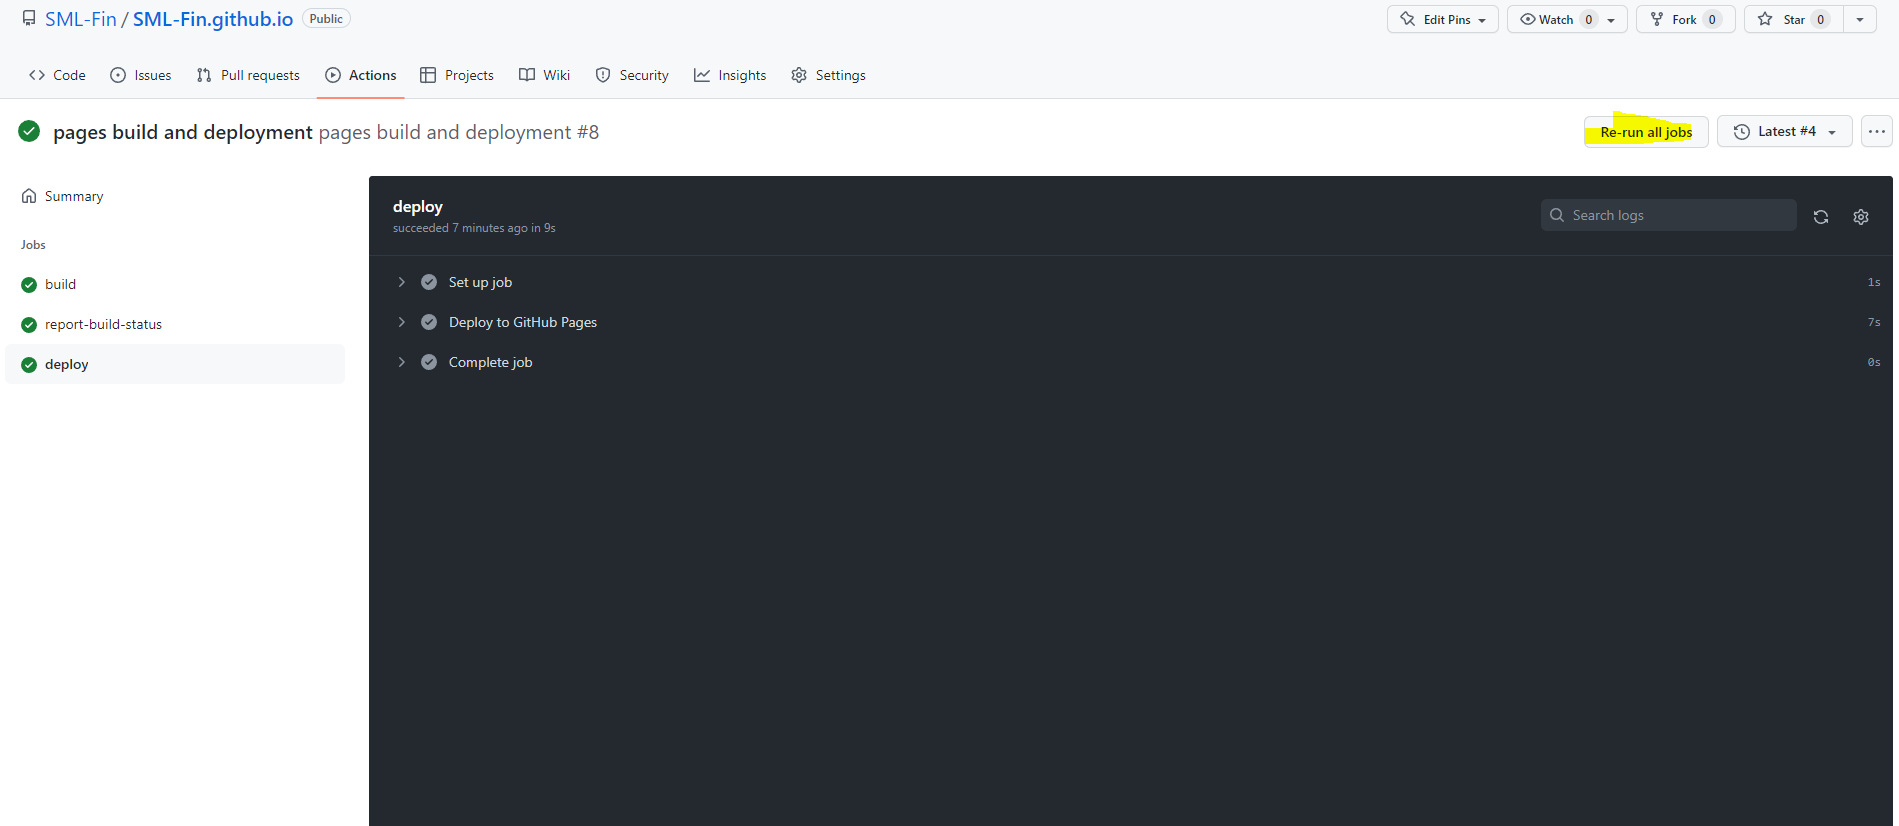 SML-Fin / SML-Fin.github.io Public
Edit Pins Watch 0 Fork 0 Star 0
Code Issues Pull requests Actions Projects Wiki Security Insights Settings
pages build and deployment pages build and deployment #8
Re-run all jobs Latest #4
Summary
Jobs
build
report-build-status
deploy
deploy
succeeded 7 minutes ago in 9s
Search logs
Set up job 1s
Deploy to GitHub Pages 7s
Complete job 0s